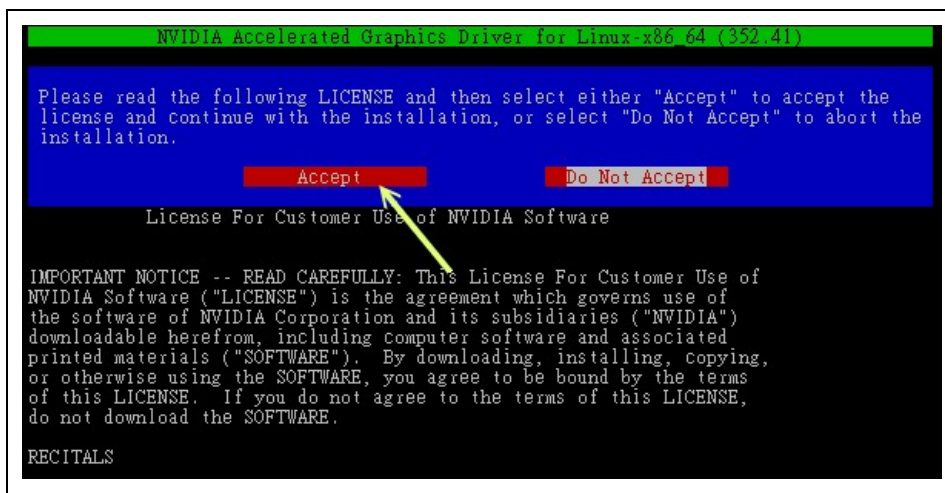 NVIDIA Accelerated Graphics Driver for Linux-x86_64 (352.41)
Please read the following LICENSE and then select either "Accept" to accept the
license and continue with the installation, or select "Do Not Accept" to abort the
installation.
Accept Do Not Accept
License For Customer Use of NVIDIA Software
IMPORTANT NOTICE -- READ CAREFULLY: This License For Customer Use of
NVIDIA Software ("LICENSE") is the agreement which governs use of
the software of NVIDIA Corporation and its subsidiaries ("NVIDIA")
downloadable herefrom, including computer software and associated
printed materials ("SOFTWARE"). By downloading, installing, copying,
or otherwise using the SOFTWARE, you agree to be bound by the terms
of this LICENSE. If you do not agree to the terms of this LICENSE,
do not download the SOFTWARE.
RECITALS